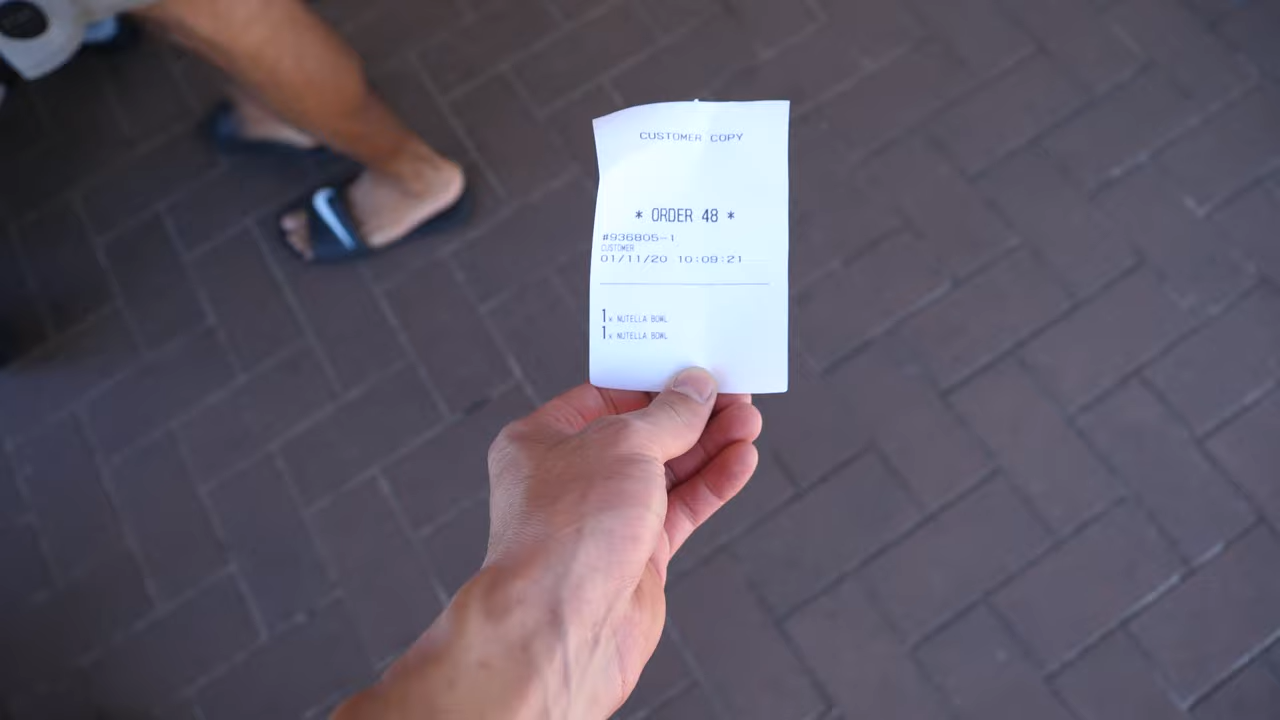 CUSTOMER COPY
* ORDER 48 *
#936805-1
CUSTOMER
01/11/20 10:09:21
1x NUTELLA BOWL
1x NUTELLA BOWL